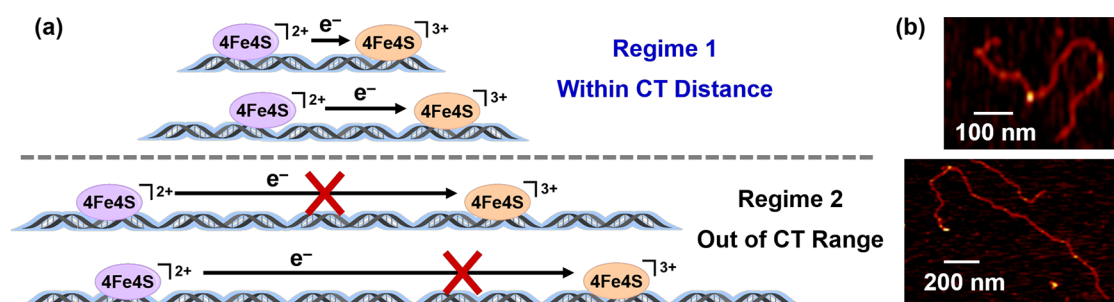 (a)
4Fe4S ⌉2+ e– 4Fe4S ⌉3+
Regime 1
Within CT Distance
4Fe4S ⌉2+ e– 4Fe4S ⌉3+
4Fe4S ⌉2+ e– 4Fe4S ⌉3+
Regime 2
Out of CT Range
4Fe4S ⌉2+ e– 4Fe4S ⌉3+
(b)
100 nm
200 nm